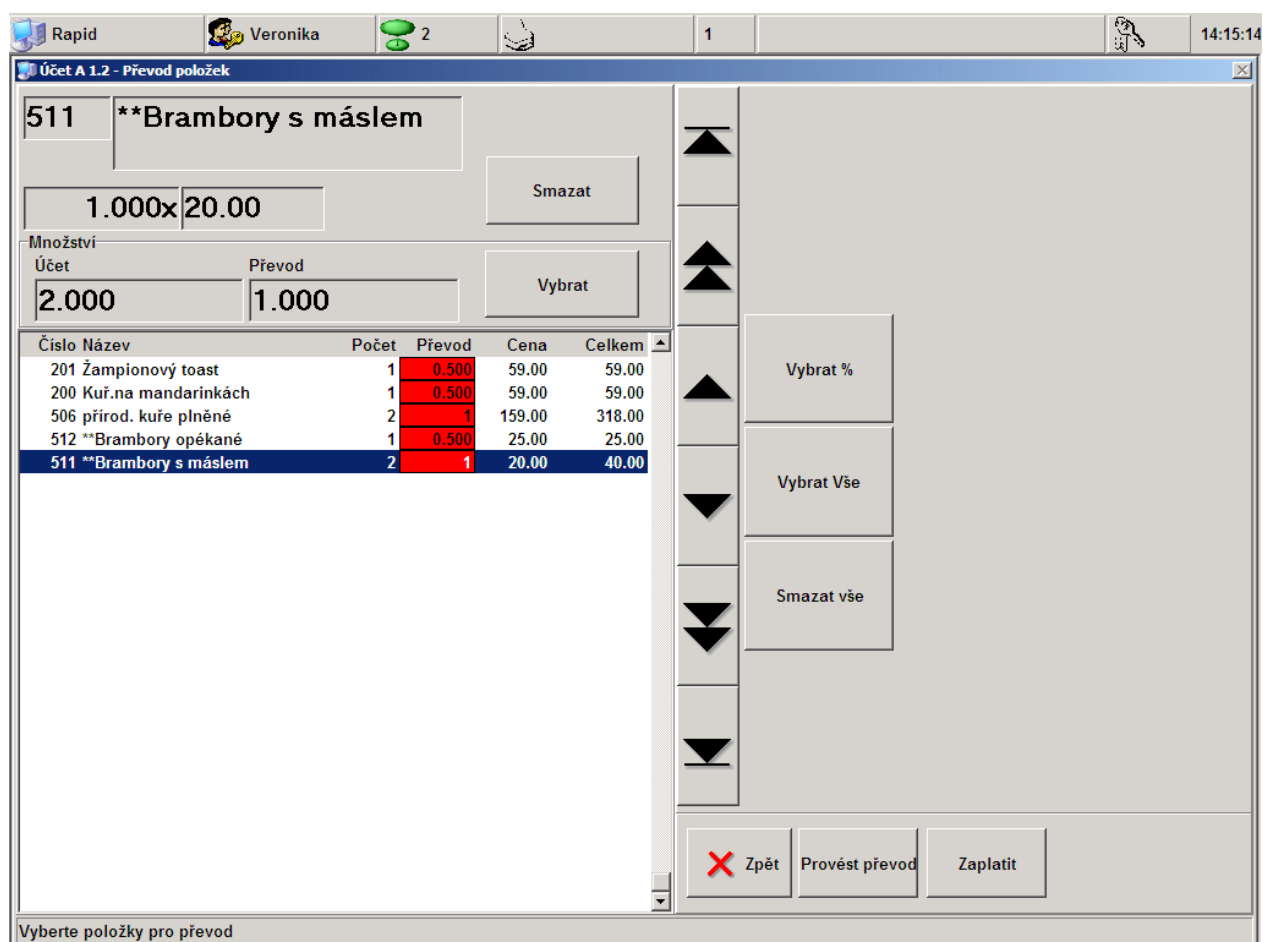 Rapid Veronika 2 1 14:15:14
Účet A 1.2 - Převod položek
511 **Brambory s máslem
Smazat
1.000x 20.00
Množství
Účet Převod
Vybrat
2.000 1.000
Číslo Název Počet Převod Cena Celkem
201 Žampionový toast 1 0.500 59.00 59.00
200 Kuř.na mandarinkách 1 0.500 59.00 59.00
506 přírod. kuře plněné 2 1 159.00 318.00
512 **Brambory opékané 1 0.500 25.00 25.00
511 **Brambory s máslem 2 1 20.00 40.00
Vybrat %
Vybrat Vše
Smazat vše
Zpět Provést převod Zaplatit
Vyberte položky pro převod